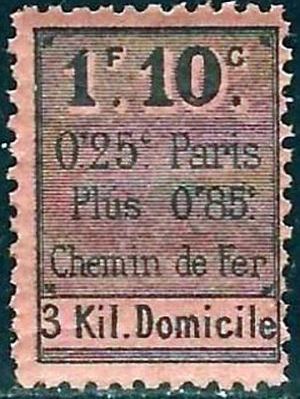 1F.10C.
0F25c. Paris
Plus 0F85c.
Chemin de Fer
3 Kil. Domicile